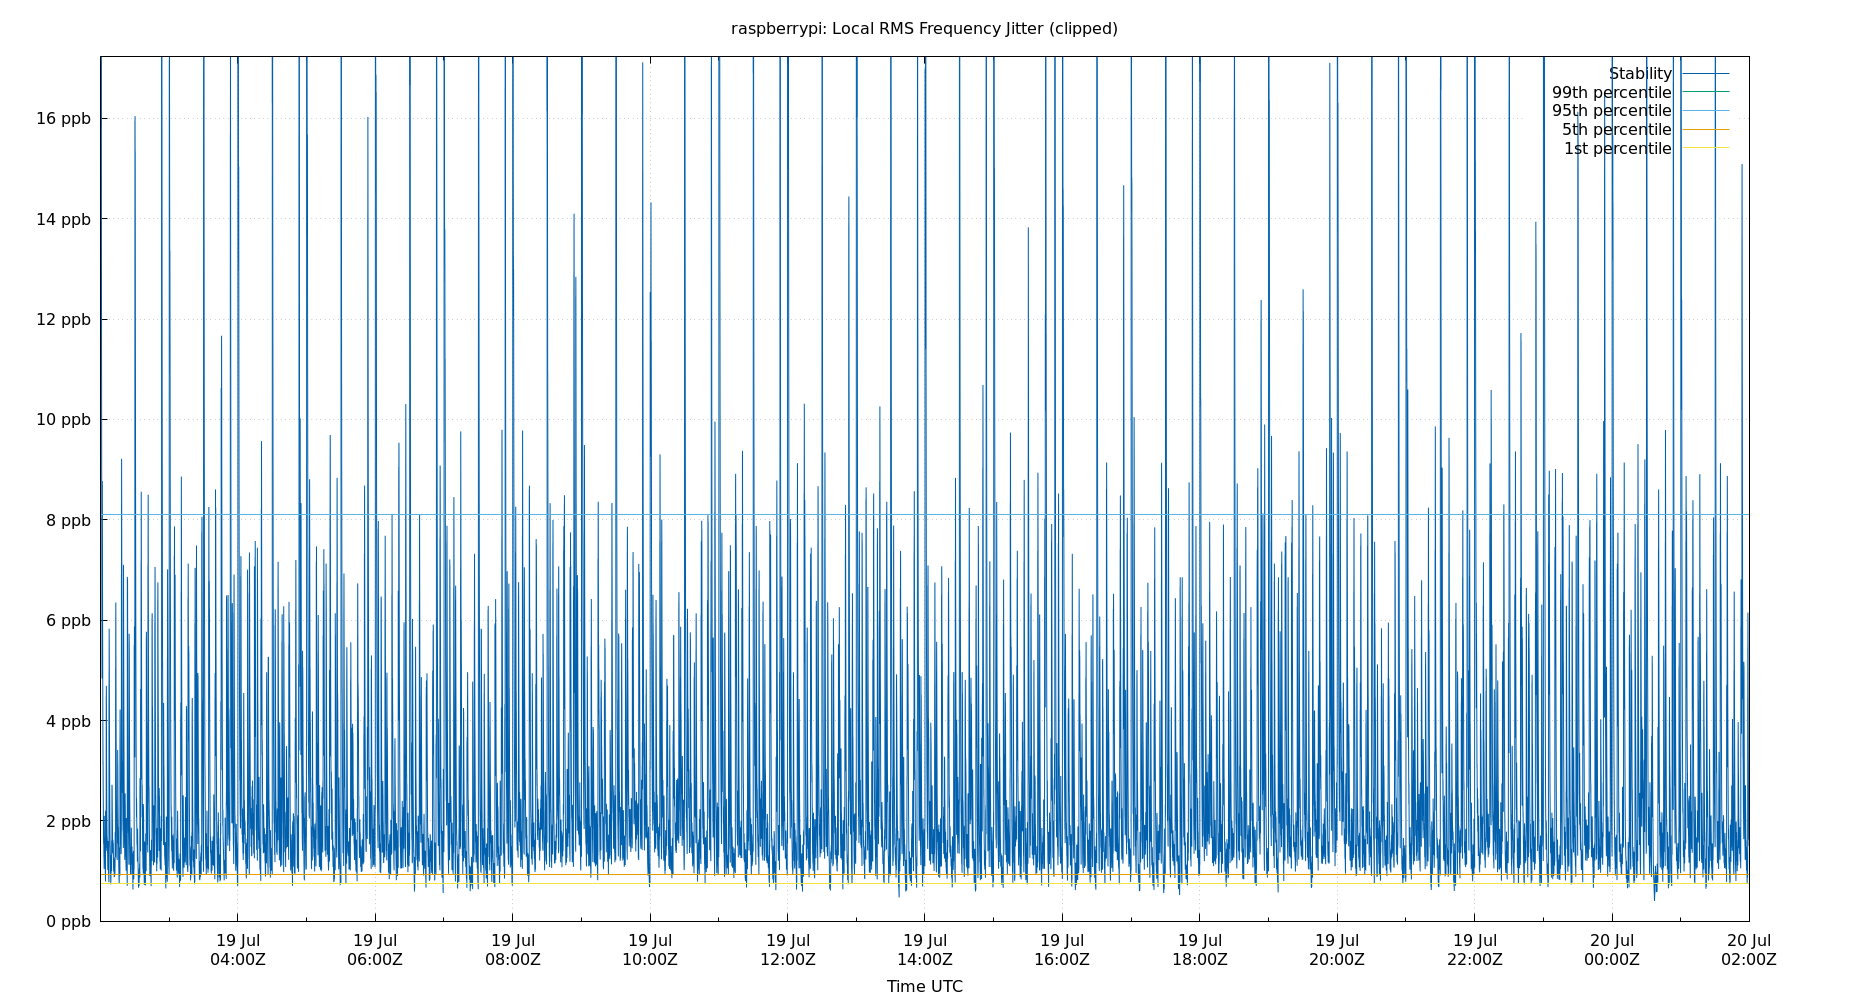 raspberrypi: Local RMS Frequency Jitter (clipped)
Stability
99th percentile
95th percentile
5th percentile
1st percentile
16 ppb
14 ppb
12 ppb
10 ppb
8 ppb
6 ppb
4 ppb
2 ppb
0 ppb
19 Jul 19 Jul 19 Jul 19 Jul 19 Jul 19 Jul 19 Jul 19 Jul 19 Jul 19 Jul 20 Jul 20 Jul
04:00Z 06:00Z 08:00Z 10:00Z 12:00Z 14:00Z 16:00Z 18:00Z 20:00Z 22:00Z 00:00Z 02:00Z
Time UTC